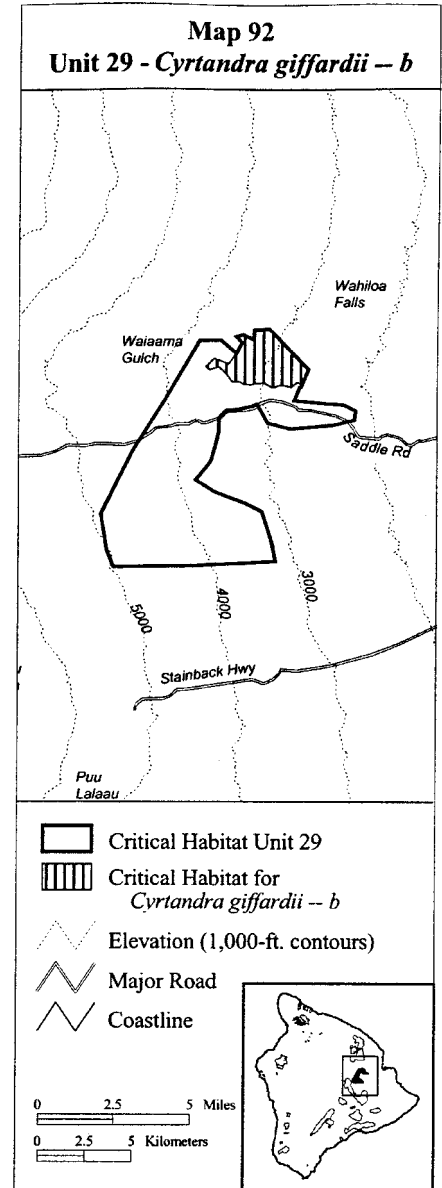 Map 92
Unit 29 - Cyrtandra giffardii -- b
Wahiloa
Falls
Waiaama
Gulch
Saddle Rd
5000
4000
3000
Stainback Hwy
Puu
Lalaau
Critical Habitat Unit 29
Critical Habitat for
Cyrtandra giffardii -- b
Elevation (1,000-ft. contours)
Major Road
Coastline
0 2.5 5 Miles
0 2.5 5 Kilometers